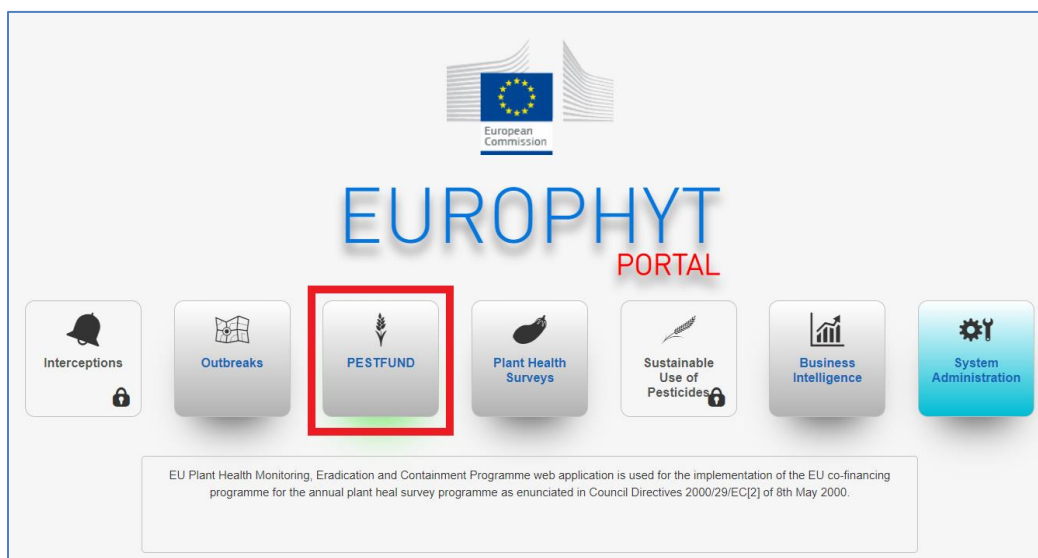 European
Commission
EUROPHYT
PORTAL
Interceptions
Outbreaks
PESTFUND
Plant Health
Surveys
Sustainable
Use of
Pesticides
Business
Intelligence
System
Administration
EU Plant Health Monitoring, Eradication and Containment Programme web application is used for the implementation of the EU co-financing
programme for the annual plant heal survey programme as enunciated in Council Directives 2000/29/EC[2] of 8th May 2000.